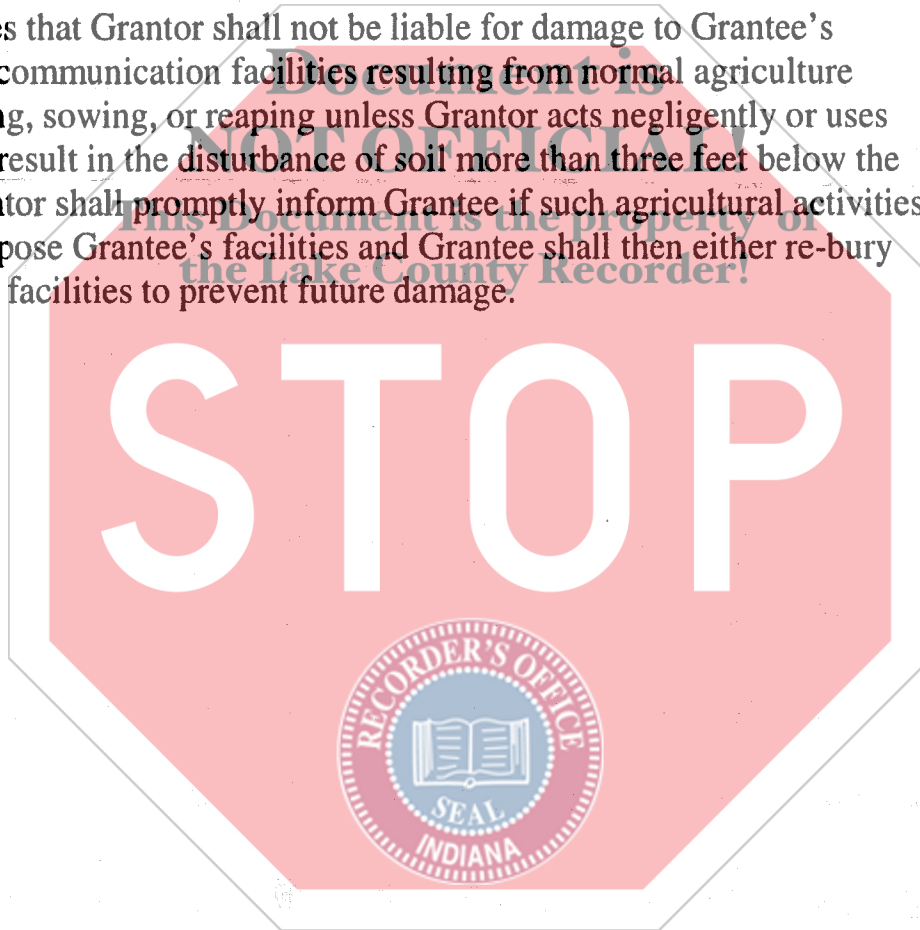 es that Grantor shall not be liable for damage to Grantee's
communication facilities resulting from normal agriculture
ng, sowing, or reaping unless Grantor acts negligently or uses
result in the disturbance of soil more than three feet below the
tor shall promptly inform Grantee if such agricultural activities
pose Grantee's facilities and Grantee shall then either re-bury
facilities to prevent future damage.
Document is
NOT OFFICIAL!
This Document is the property of
the Lake County Recorder!
STOP
RECORDER'S OFFICE
SEAL
INDIANA